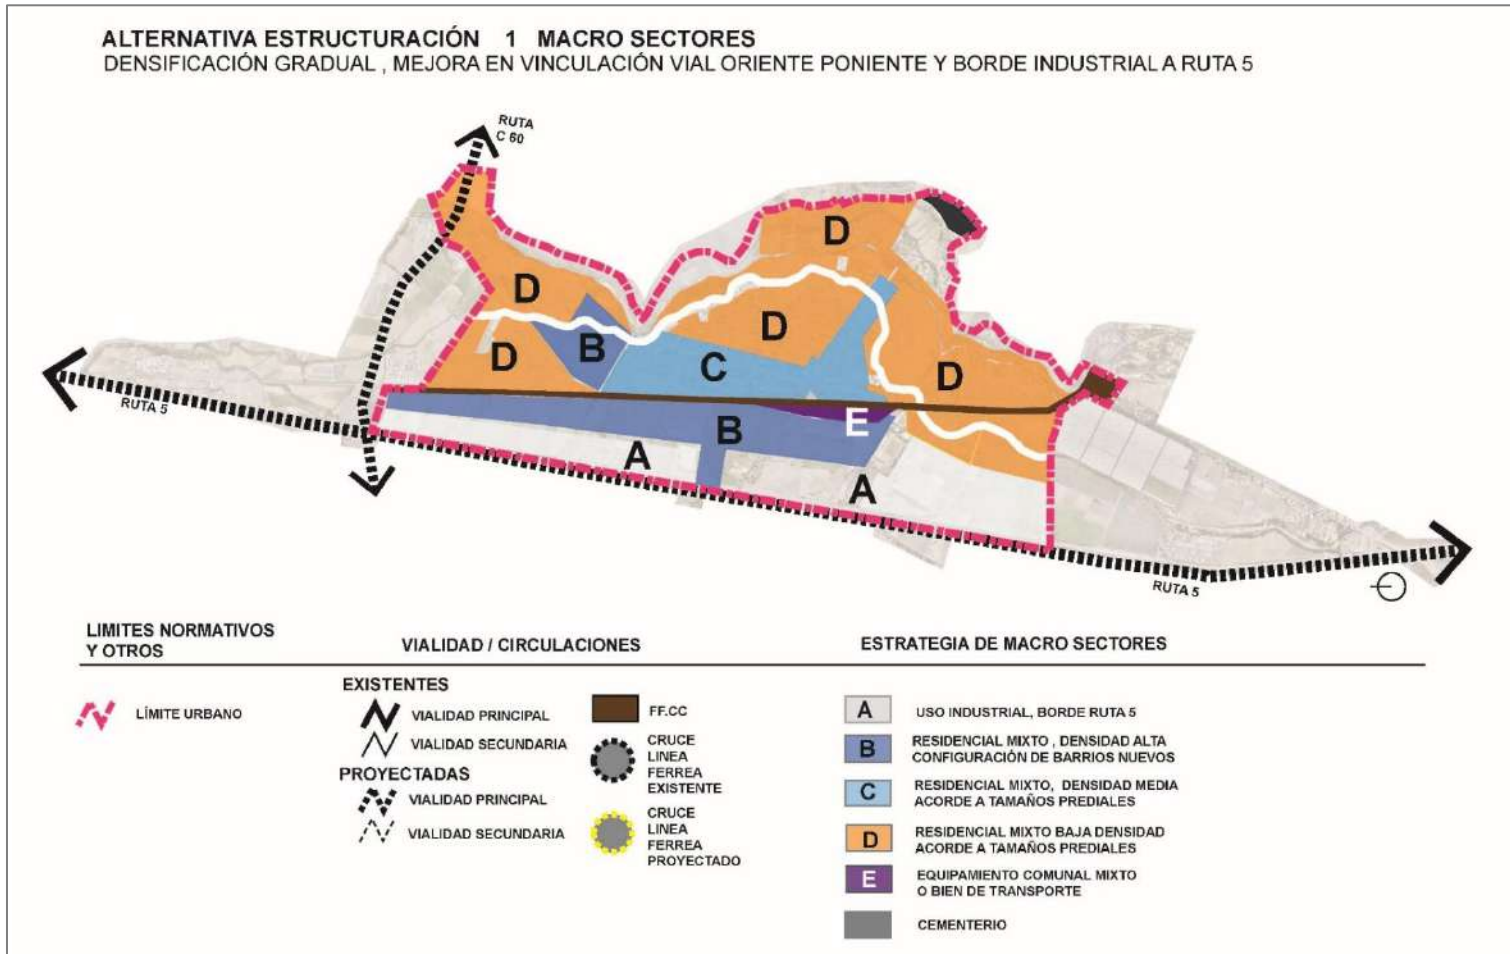 ALTERNATIVA ESTRUCTURACIÓN 1 MACRO SECTORES
DENSIFICACIÓN GRADUAL , MEJORA EN VINCULACIÓN VIAL ORIENTE PONIENTE Y BORDE INDUSTRIAL A RUTA 5
RUTA
C 60
D
D
D
B
D
C
D
RUTA 5
E
B
A
A
RUTA 5
LIMITES NORMATIVOS
Y OTROS
LÍMITE URBANO
VIALIDAD / CIRCULACIONES
EXISTENTES
VIALIDAD PRINCIPAL
VIALIDAD SECUNDARIA
PROYECTADAS
VIALIDAD PRINCIPAL
VIALIDAD SECUNDARIA
FF.CC
CRUCE
LINEA
FERREA
EXISTENTE
CRUCE
LINEA
FERREA
PROYECTADO
ESTRATEGIA DE MACRO SECTORES
A USO INDUSTRIAL, BORDE RUTA 5
B RESIDENCIAL MIXTO , DENSIDAD ALTA
CONFIGURACIÓN DE BARRIOS NUEVOS
C RESIDENCIAL MIXTO, DENSIDAD MEDIA
ACORDE A TAMAÑOS PREDIALES
D RESIDENCIAL MIXTO BAJA DENSIDAD
ACORDE A TAMAÑOS PREDIALES
E EQUIPAMIENTO COMUNAL MIXTO
O BIEN DE TRANSPORTE
CEMENTERIO